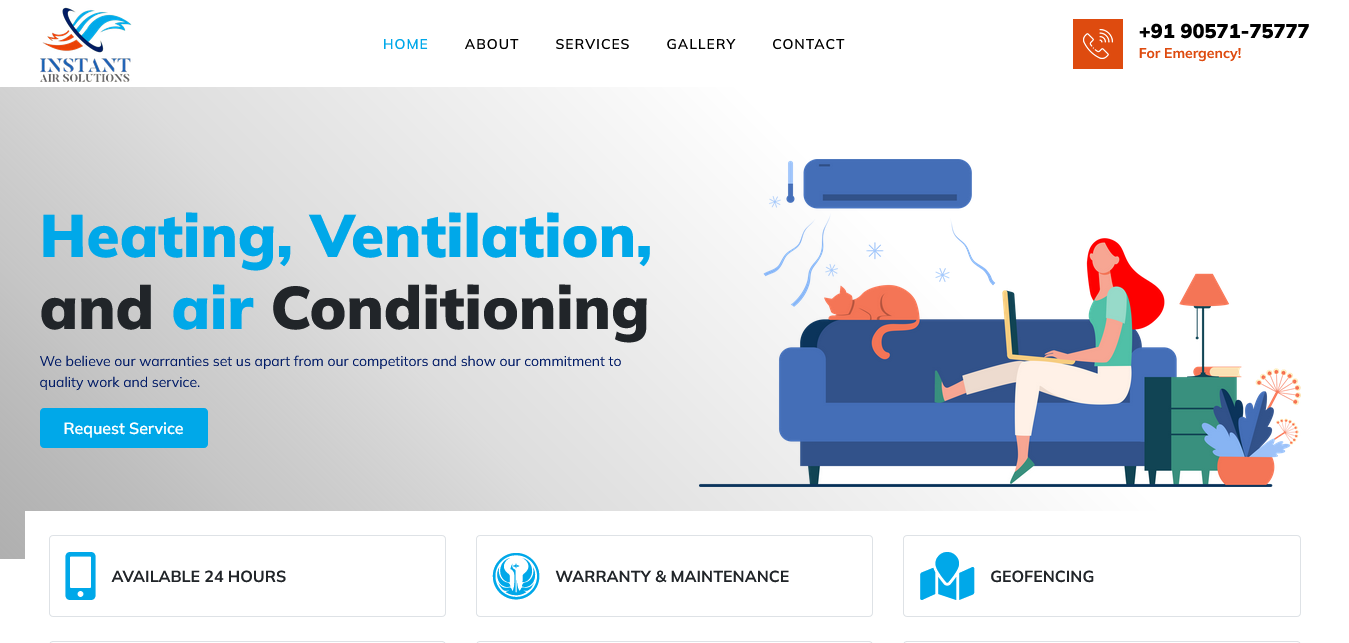 INSTANT
AIR SOLUTIONS
HOME ABOUT SERVICES GALLERY CONTACT
+91 90571-75777
For Emergency!
Heating, Ventilation,
and air Conditioning
We believe our warranties set us apart from our competitors and show our commitment to
quality work and service.
Request Service
AVAILABLE 24 HOURS
WARRANTY & MAINTENANCE
GEOFENCING